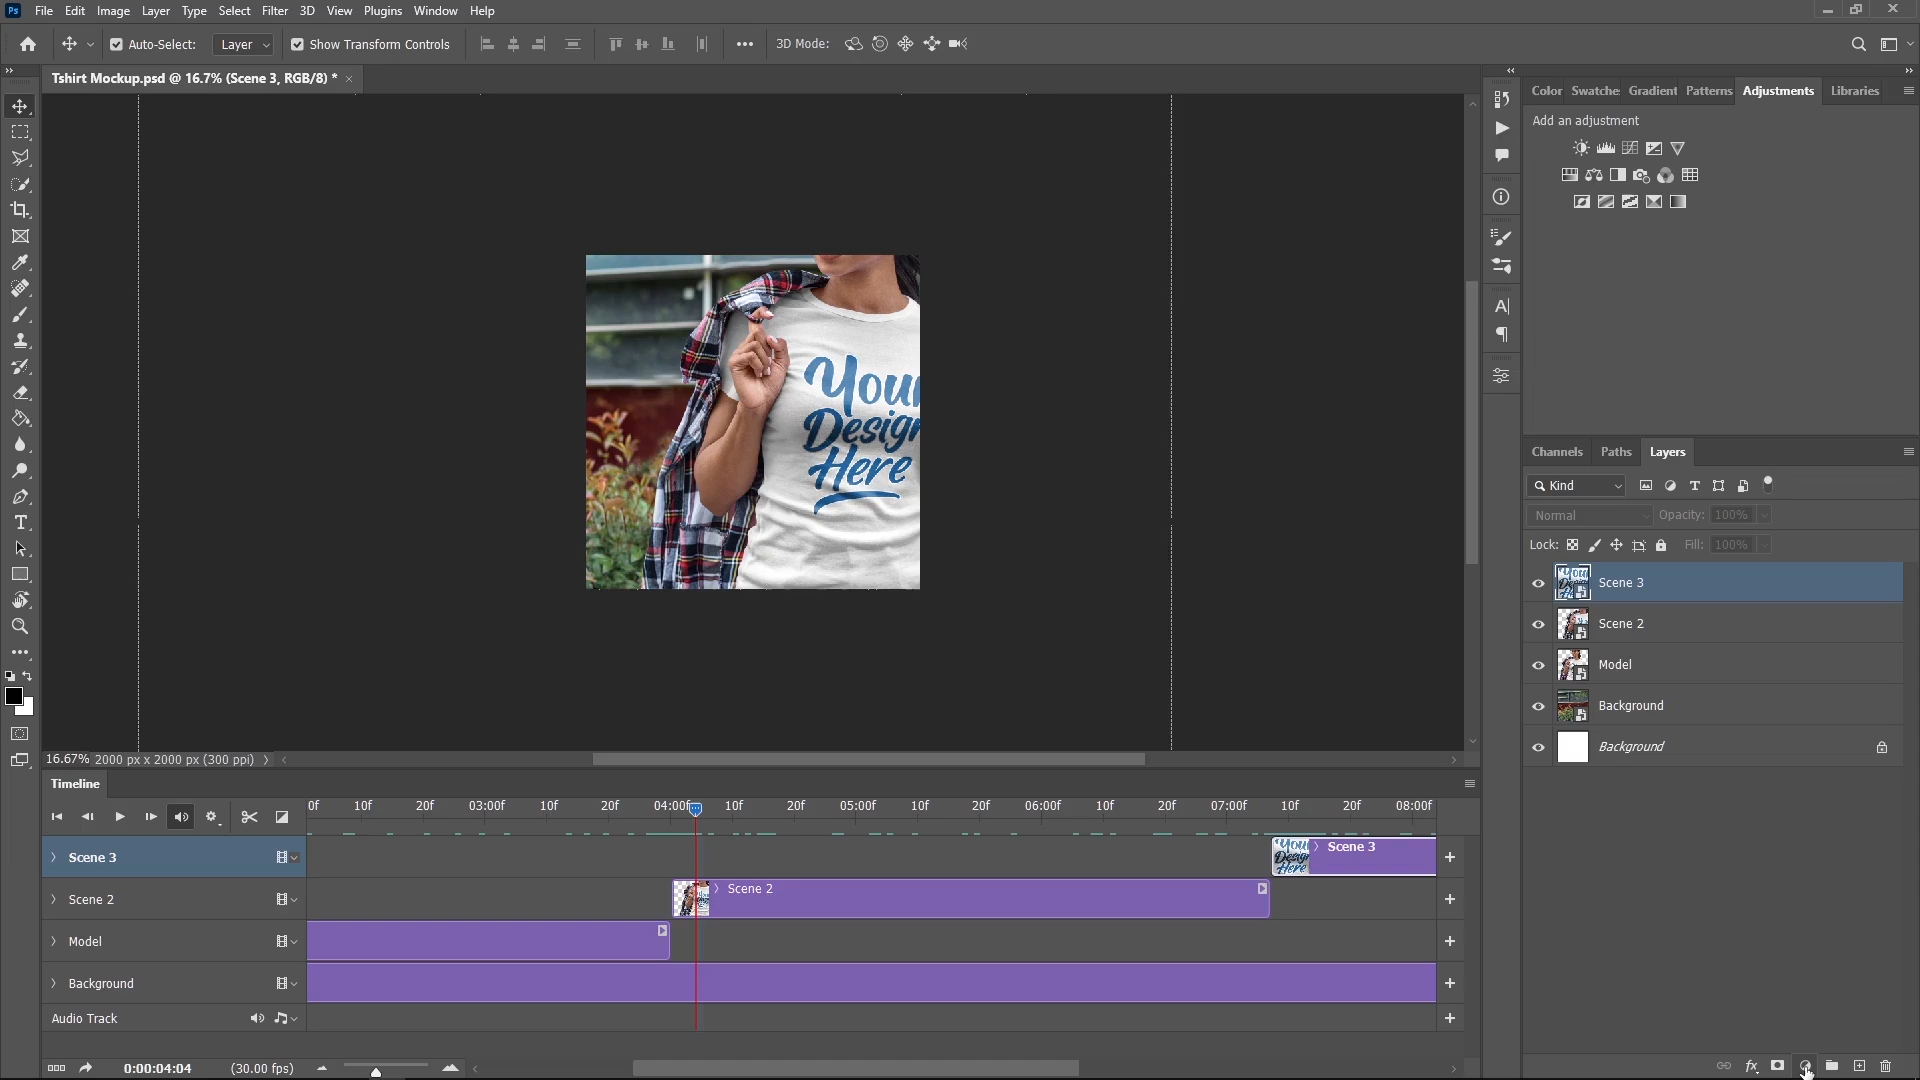 Ps File Edit Image Layer Type Select Filter 3D View Plugins Window Help
Auto-Select: Layer Show Transform Controls 3D Mode:
Tshirt Mockup.psd @ 16.7% (Scene 3, RGB/8) *
Color Swatche Gradient Patterns Adjustments Libraries
Add an adjustment
Your
Design
Here
Channels Paths Layers
Kind
Normal Opacity: 100%
Lock: Fill: 100%
Scene 3
Scene 2
Model
Background
Background
16.67% 2000 px x 2000 px (300 ppi)
Timeline
0f 10f 20f 03:00f 10f 20f 04:00f 10f 20f 05:00f 10f 20f 06:00f 10f 20f 07:00f 10f 20f 08:00f
Scene 3 Scene 3
Scene 2 Scene 2
Model
Background
Audio Track
0:00:04:04 (30.00 fps)